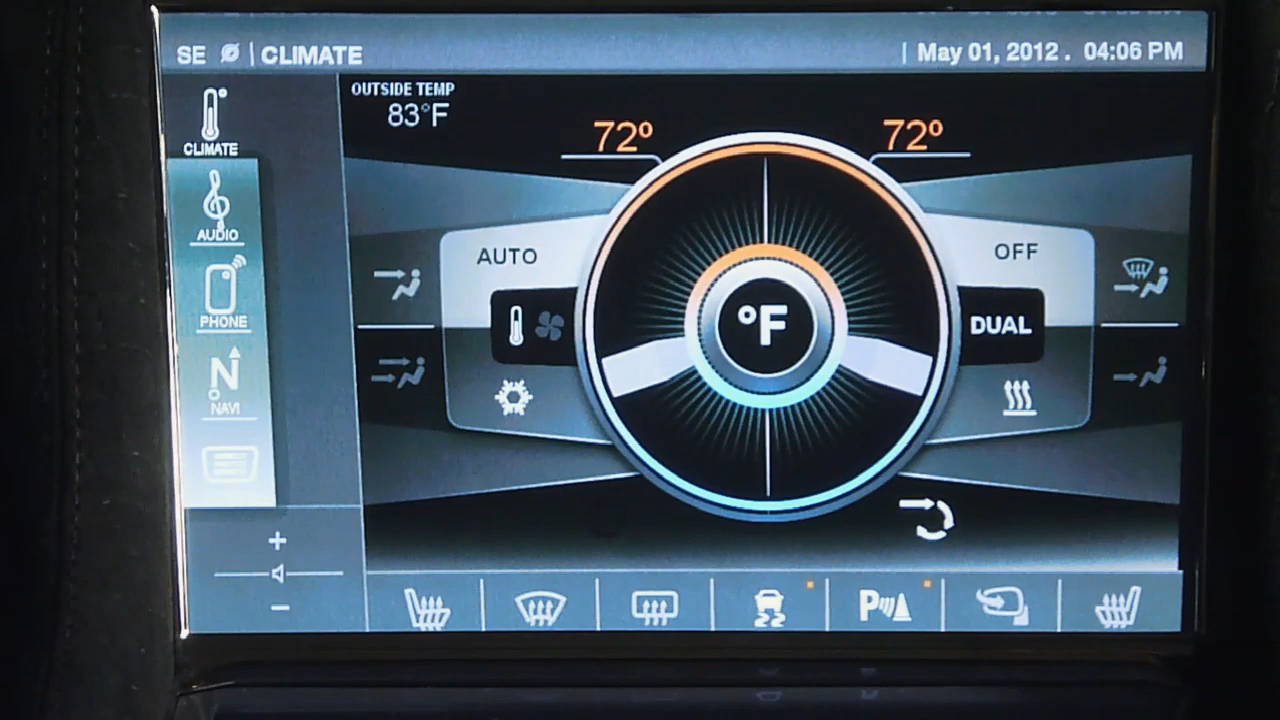 SE | CLIMATE
| May 01, 2012 . 04:06 PM
OUTSIDE TEMP
83°F
72º
72º
CLIMATE
AUDIO
PHONE
N
NAVI
+
−
AUTO
OFF
ºF
DUAL
P